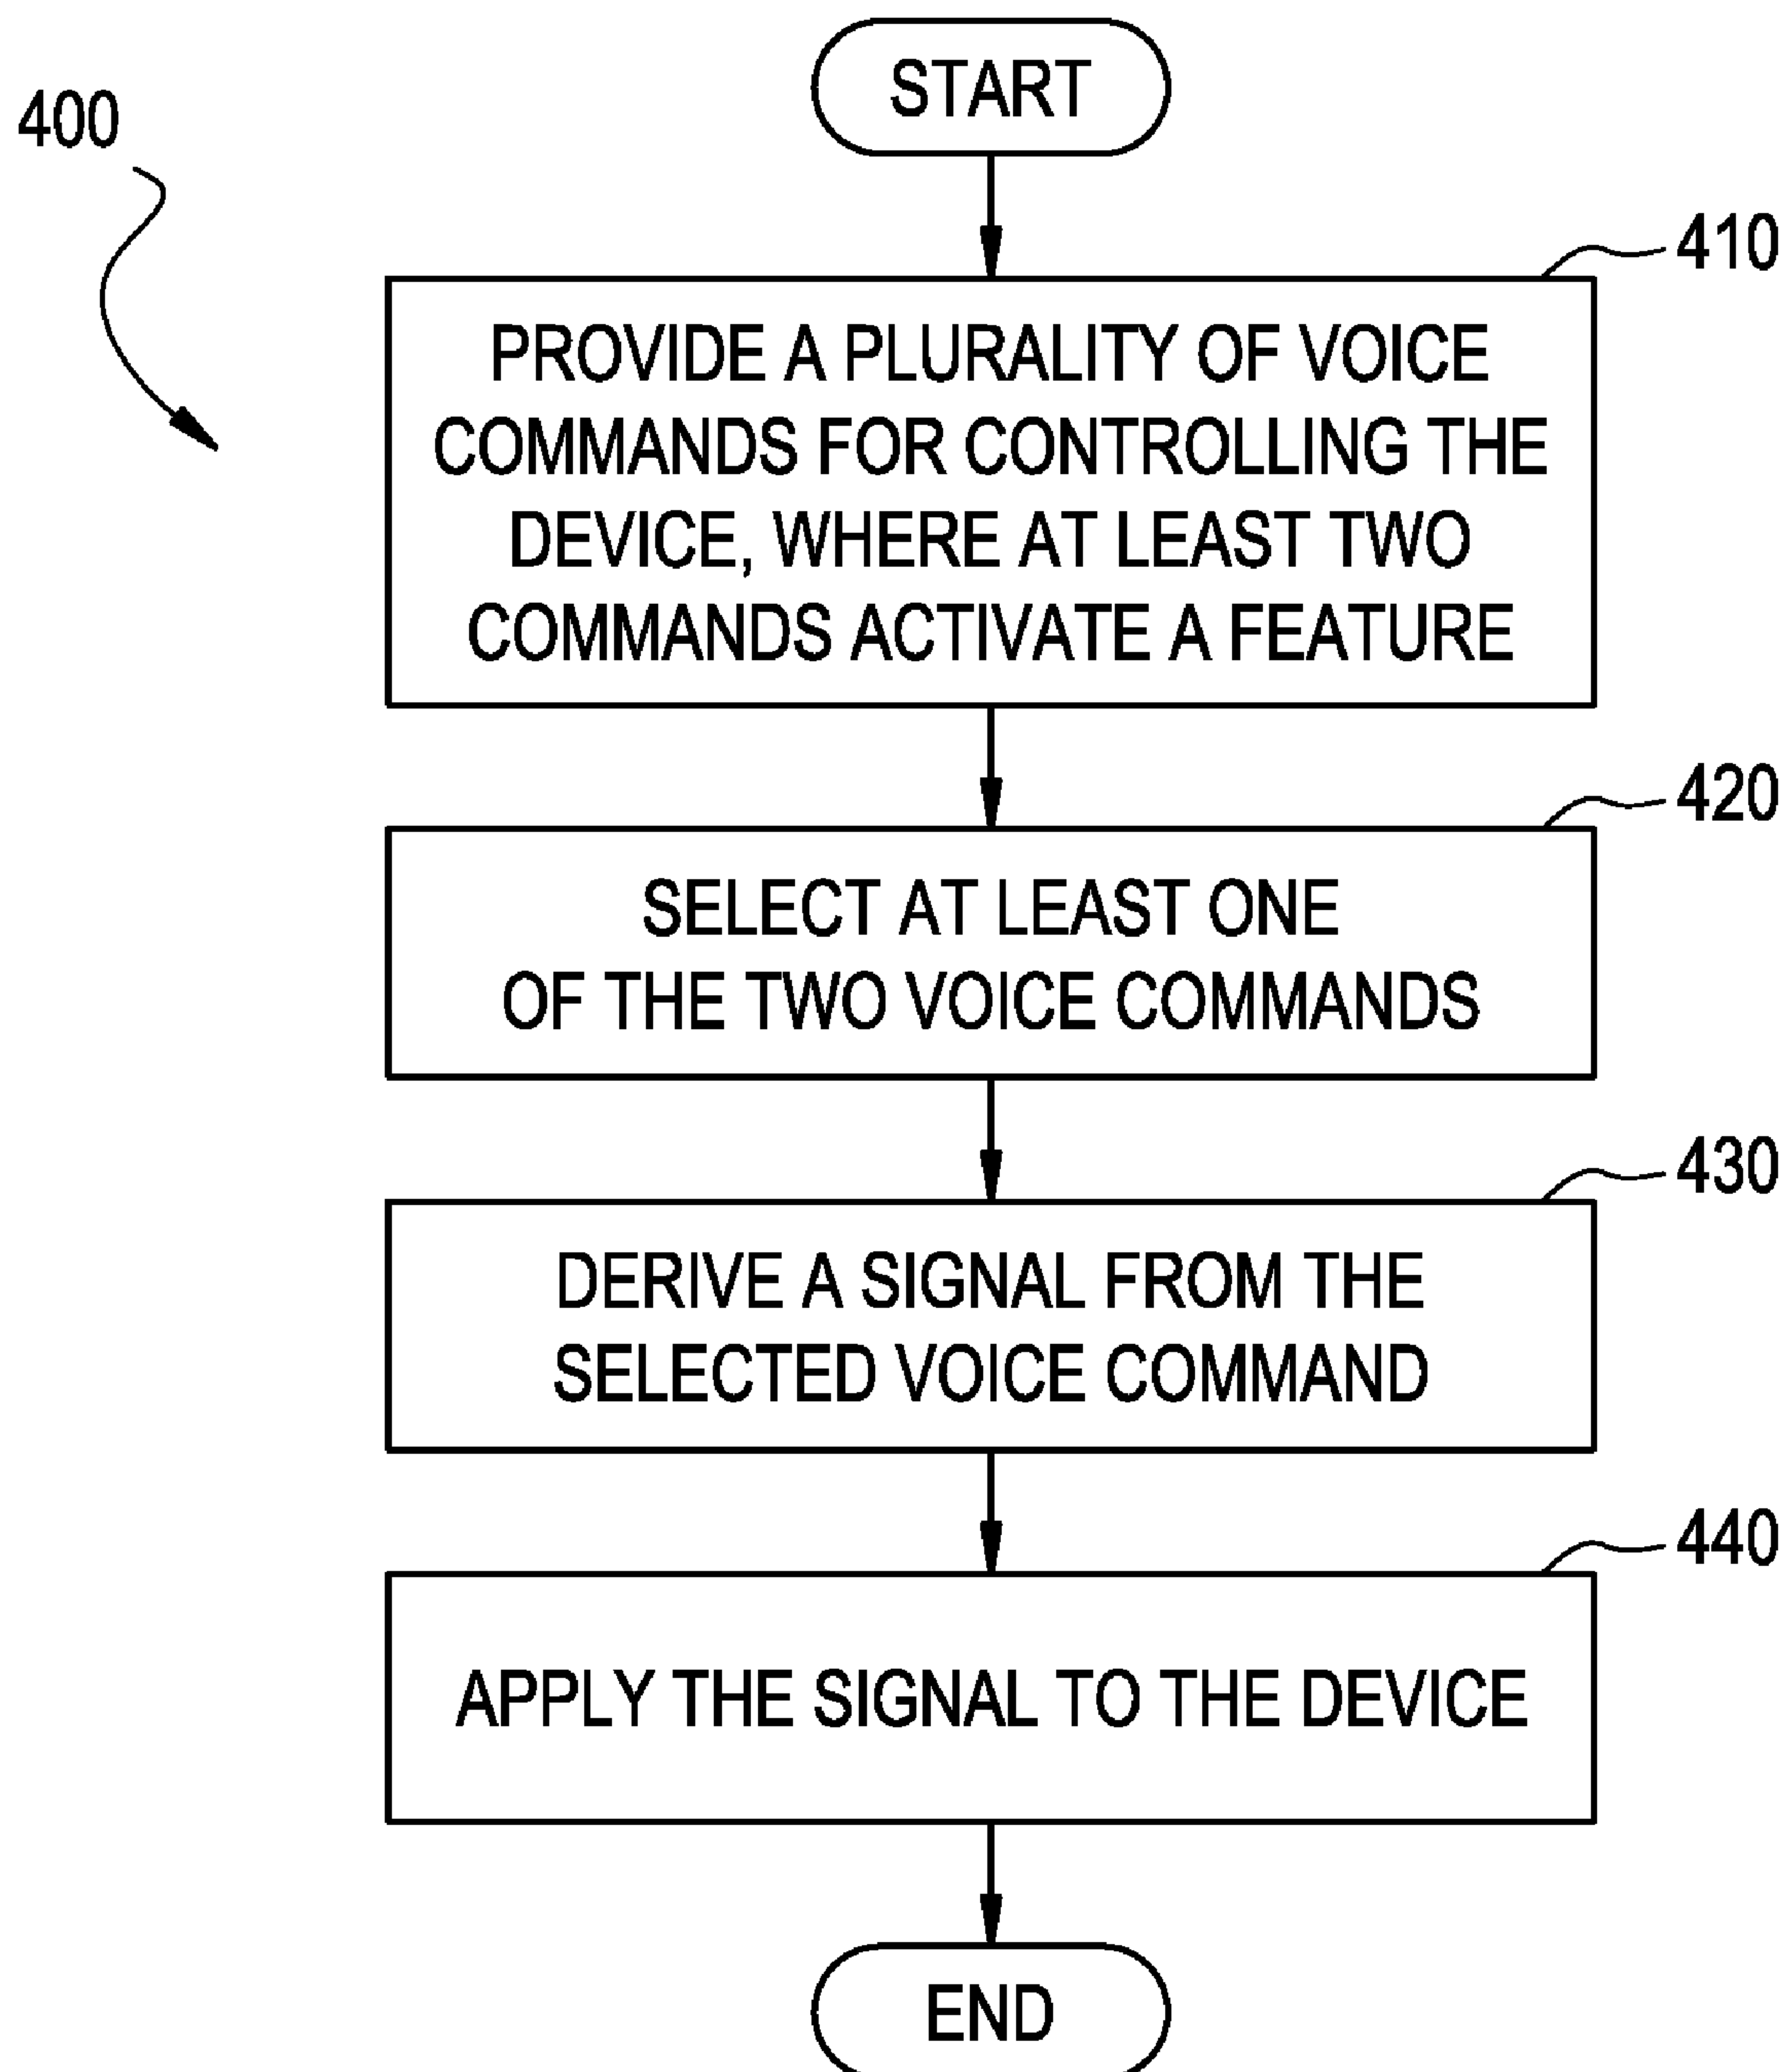 START
400
410
PROVIDE A PLURALITY OF VOICE
COMMANDS FOR CONTROLLING THE
DEVICE, WHERE AT LEAST TWO
COMMANDS ACTIVATE A FEATURE
420
SELECT AT LEAST ONE
OF THE TWO VOICE COMMANDS
430
DERIVE A SIGNAL FROM THE
SELECTED VOICE COMMAND
440
APPLY THE SIGNAL TO THE DEVICE
END